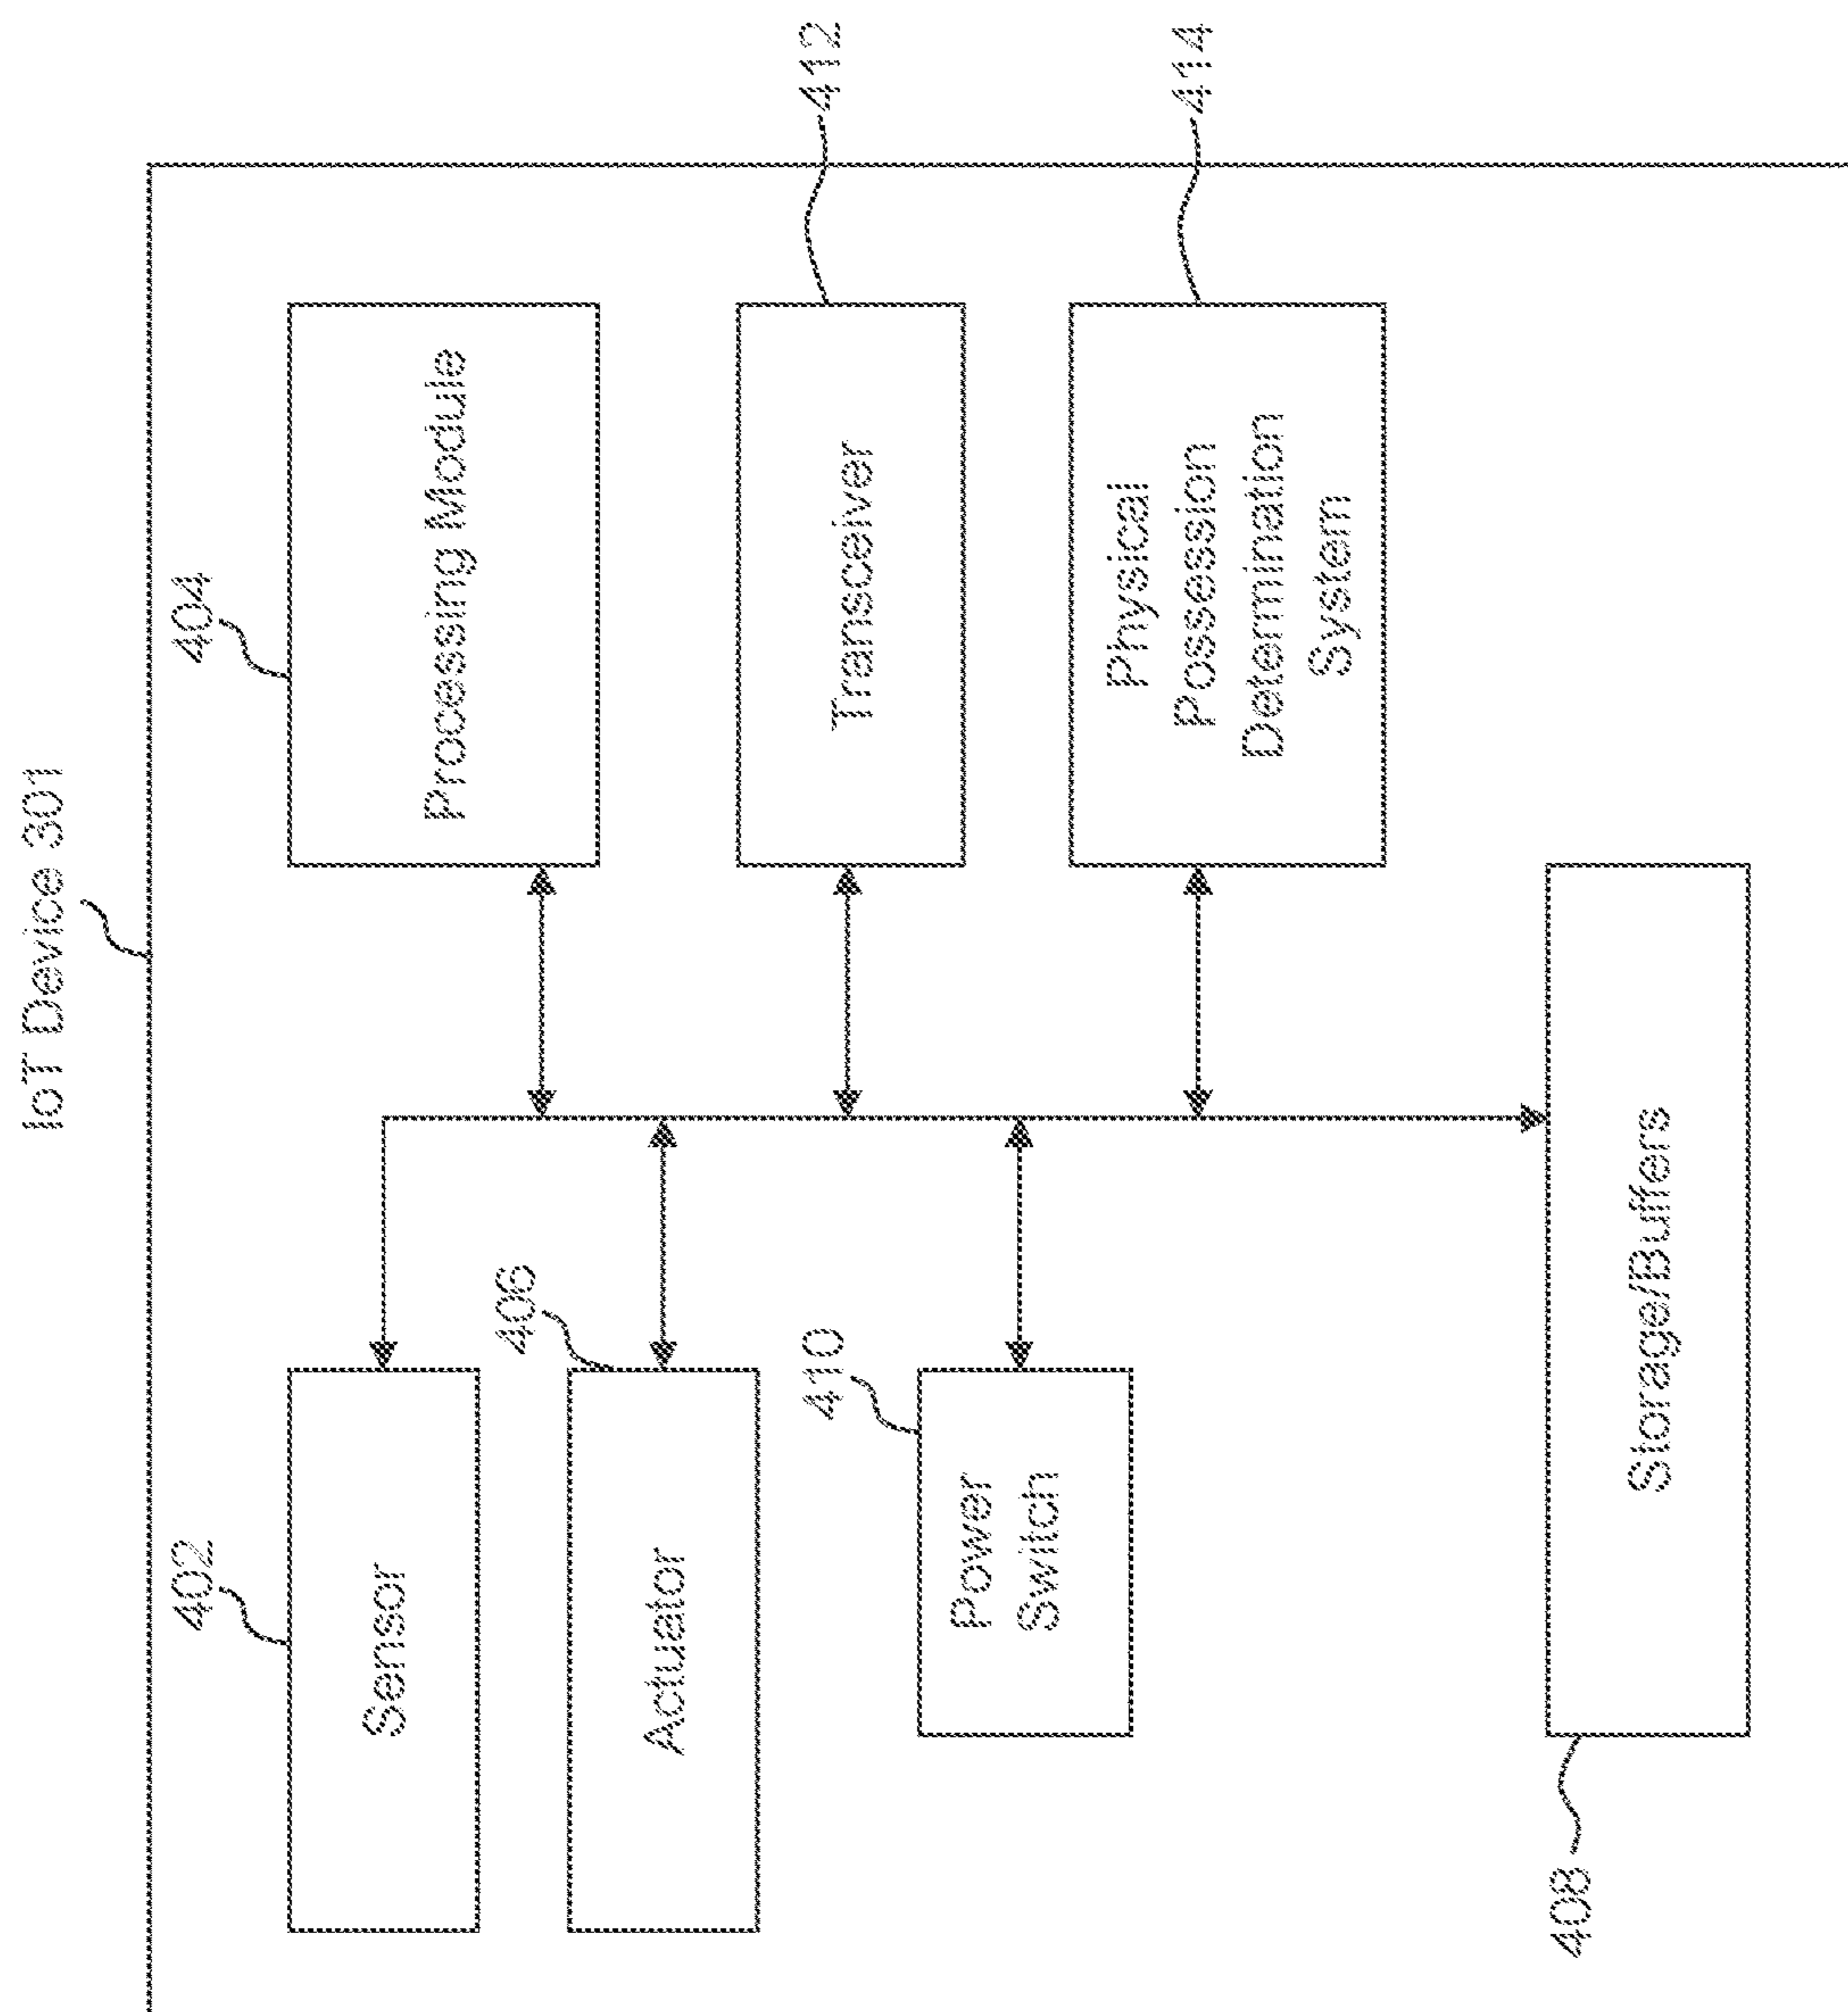 IoT Device 301
402
404
Sensor
Processing Module
406
Actuator
410
Power
Switch
Transceiver
412
Physical
Possession
Determination
System
414
Storage/Buffers
408